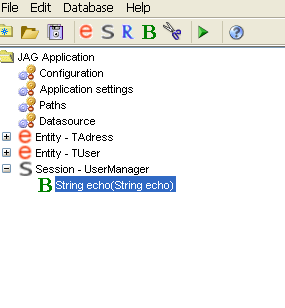 File Edit Database Help
e S R B
JAG Application
Configuration
Application settings
Paths
Datasource
e Entity - TAdress
e Entity - TUser
S Session - UserManager
B String echo(String echo)